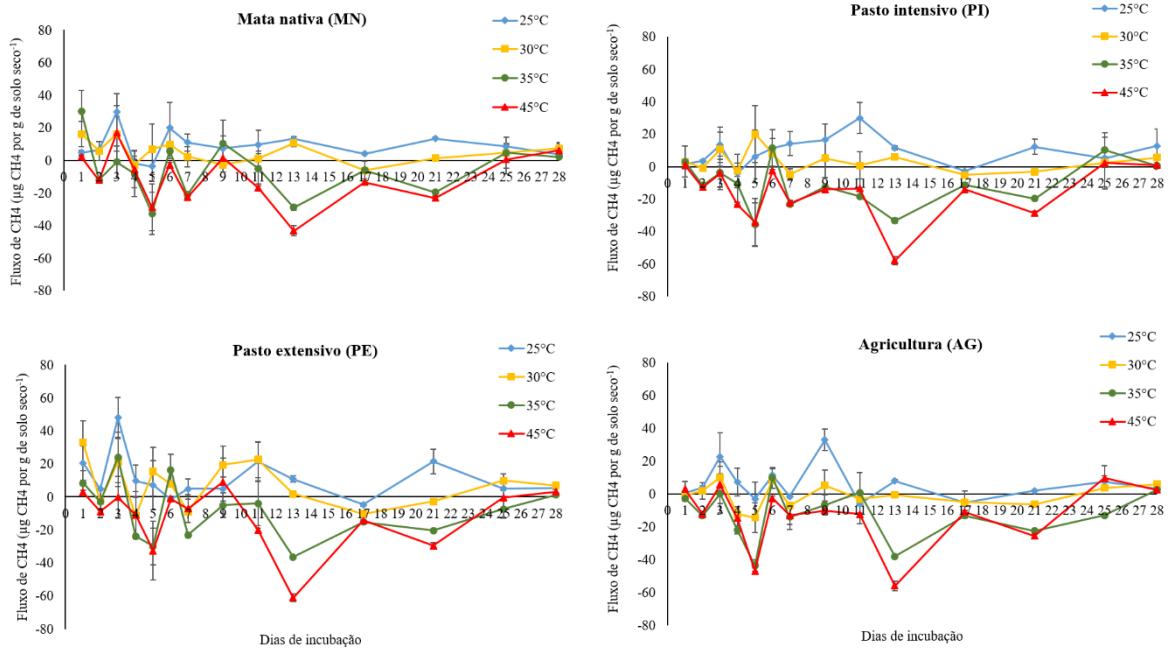 Mata nativa (MN)
Fluxo de CH4 (µg CH4 por g de solo seco⁻¹)
80
60
40
20
0
-20
-40
-60
-80
0 1 2 3 4 5 6 7 8 9 10 11 12 13 14 15 16 17 18 19 20 21 22 23 24 25 26 27 28
25°C
30°C
35°C
45°C
Pasto intensivo (PI)
Fluxo de CH4 (µg CH4 por g de solo seco⁻¹)
80
60
40
20
0
-20
-40
-60
-80
0 1 2 3 4 5 6 7 8 9 10 11 12 13 14 15 16 17 18 19 20 21 22 23 24 25 26 27 28
25°C
30°C
35°C
45°C
Pasto extensivo (PE)
Fluxo de CH4 (µg CH4 por g de solo seco⁻¹)
80
60
40
20
0
-20
-40
-60
-80
0 1 2 3 4 5 6 7 8 9 10 11 12 13 14 15 16 17 18 19 20 21 22 23 24 25 26 27 28
25°C
30°C
35°C
45°C
Dias de incubação
Agricultura (AG)
Fluxo de CH4 (µg CH4 por g de solo seco⁻¹)
80
60
40
20
0
-20
-40
-60
-80
0 1 2 3 4 5 6 7 8 9 10 11 12 13 14 15 16 17 18 19 20 21 22 23 24 25 26 27 28
25°C
30°C
35°C
45°C
Dias de incubação